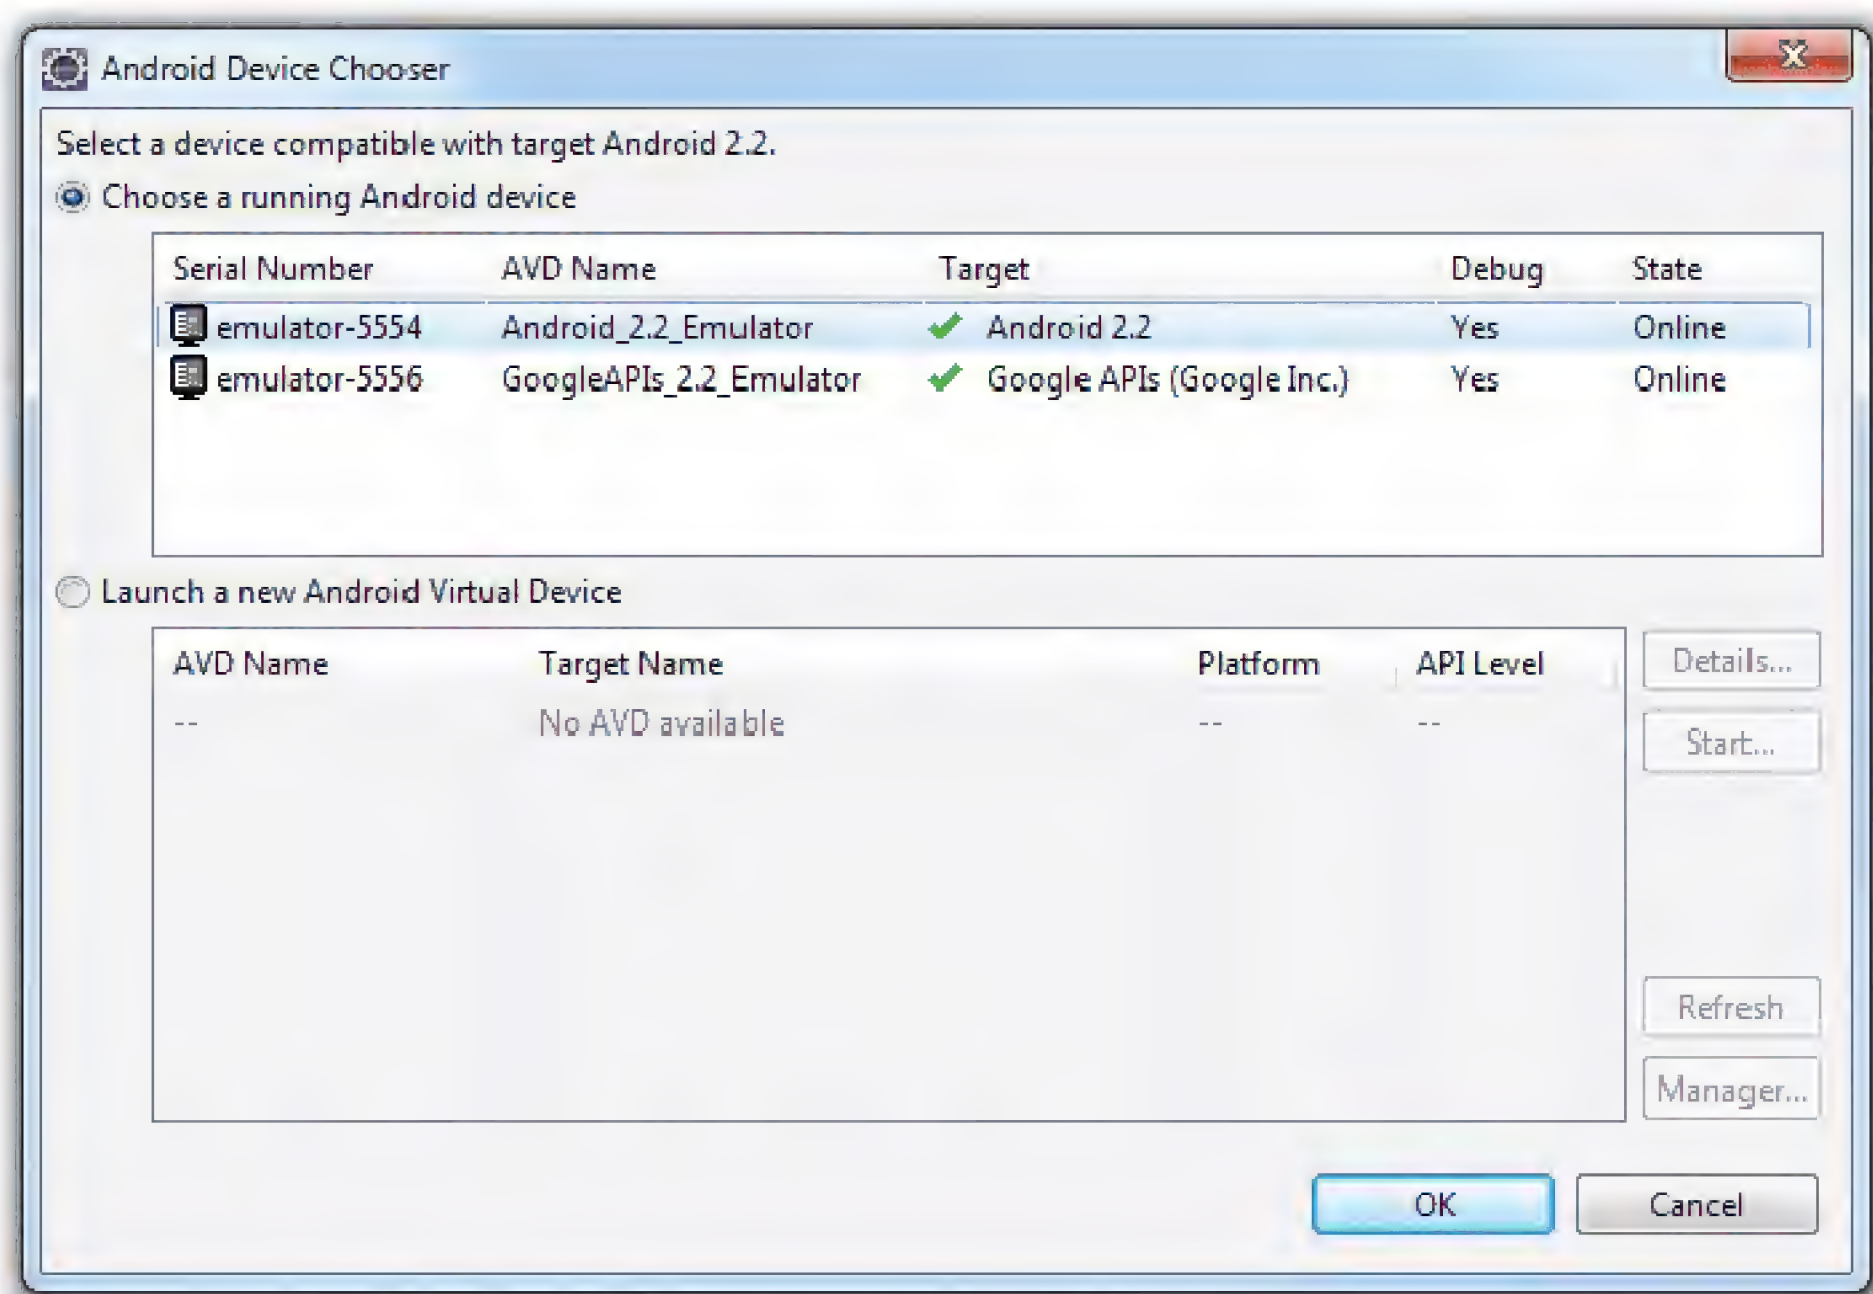 Android Device Chooser
X
Select a device compatible with target Android 2.2.
Choose a running Android device
Serial Number AVD Name Target Debug State
emulator-5554 Android_2.2_Emulator Android 2.2 Yes Online
emulator-5556 GoogleAPIs_2.2_Emulator Google APIs (Google Inc.) Yes Online
Launch a new Android Virtual Device
AVD Name Target Name Platform API Level Details...
-- No AVD available -- --
Start...
Refresh
Manager...
OK Cancel